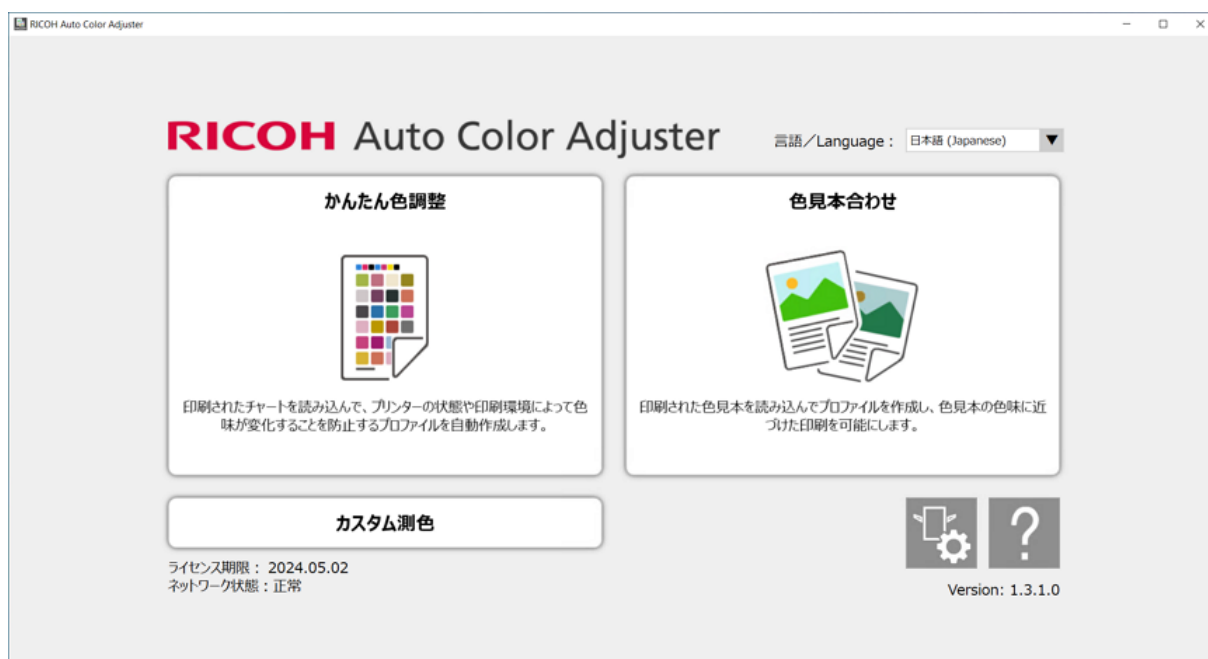 RICOH Auto Color Adjuster
RICOH Auto Color Adjuster
言語／Language： 日本語 (Japanese)
かんたん色調整
印刷されたチャートを読み込んで、プリンターの状態や印刷環境によって色
味が変化することを防止するプロファイルを自動作成します。
色見本合わせ
印刷された色見本を読み込んでプロファイルを作成し、色見本の色味に近
づけた印刷を可能にします。
カスタム測色
ライセンス期限： 2024.05.02
ネットワーク状態：正常
?
Version: 1.3.1.0